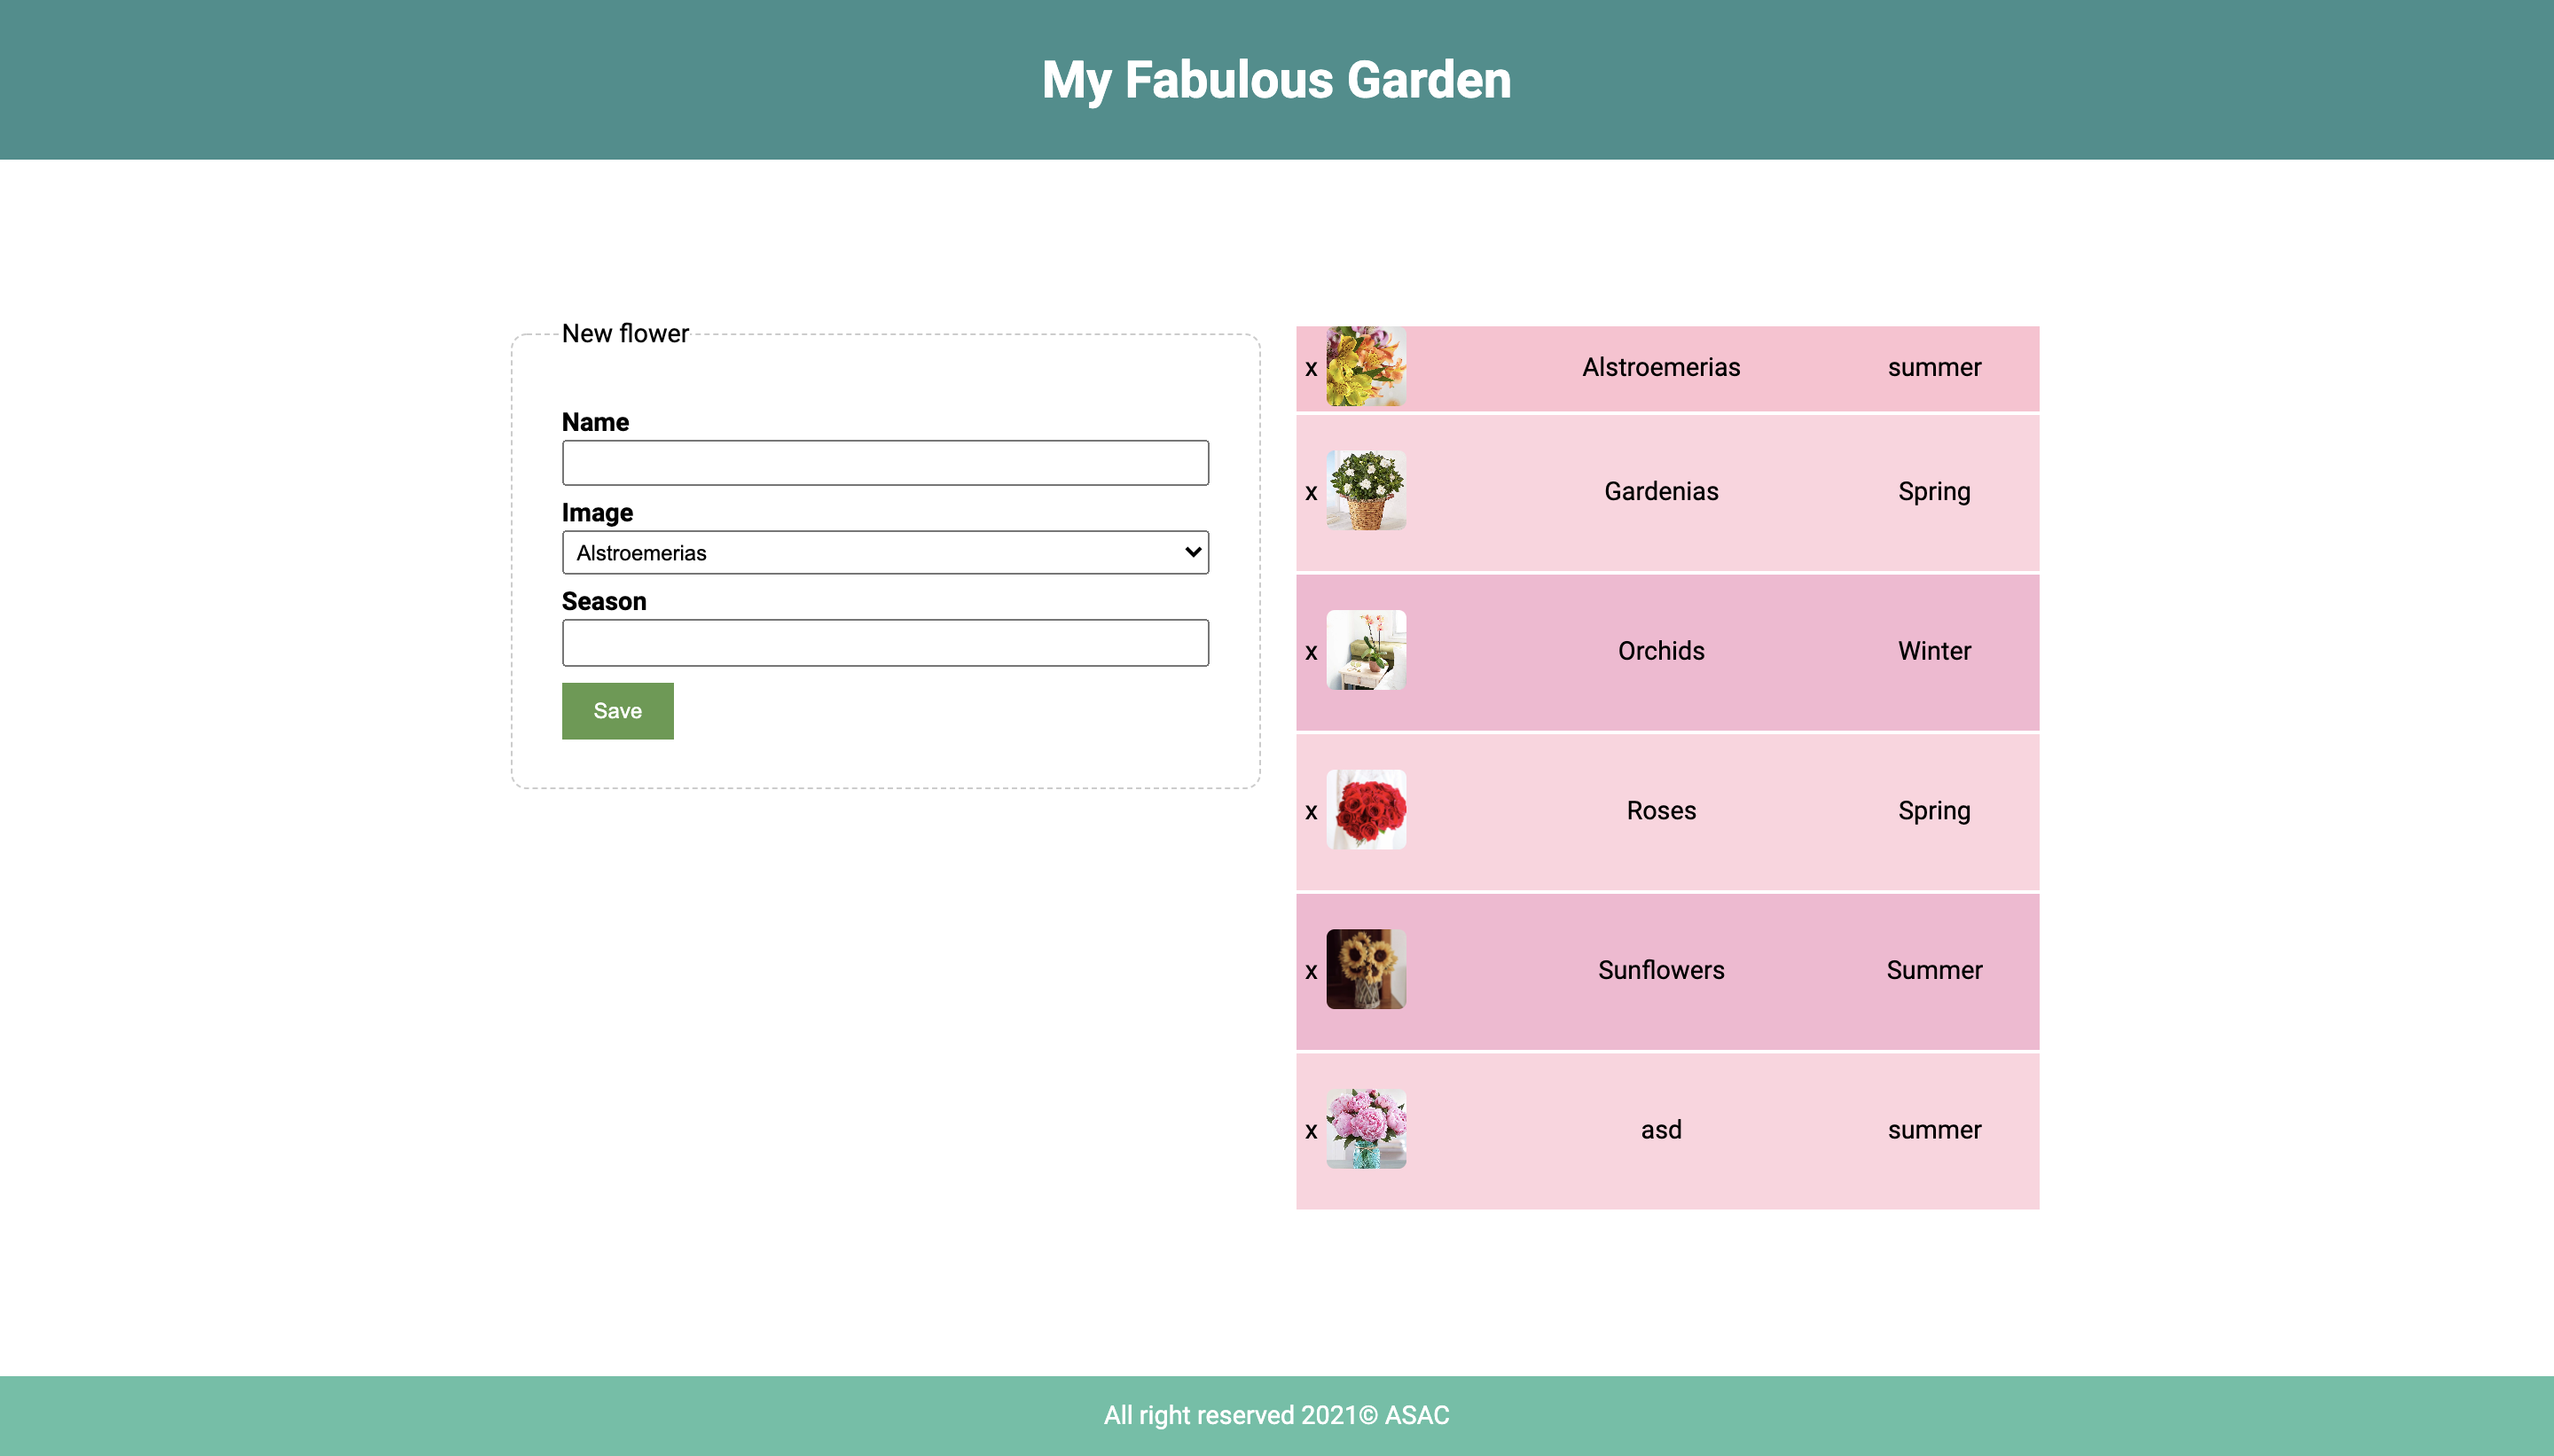 My Fabulous Garden
New flower
Name
Image
Alstroemerias
Season
Save
x Alstroemerias summer
x Gardenias Spring
x Orchids Winter
x Roses Spring
x Sunflowers Summer
x asd summer
All right reserved 2021© ASAC